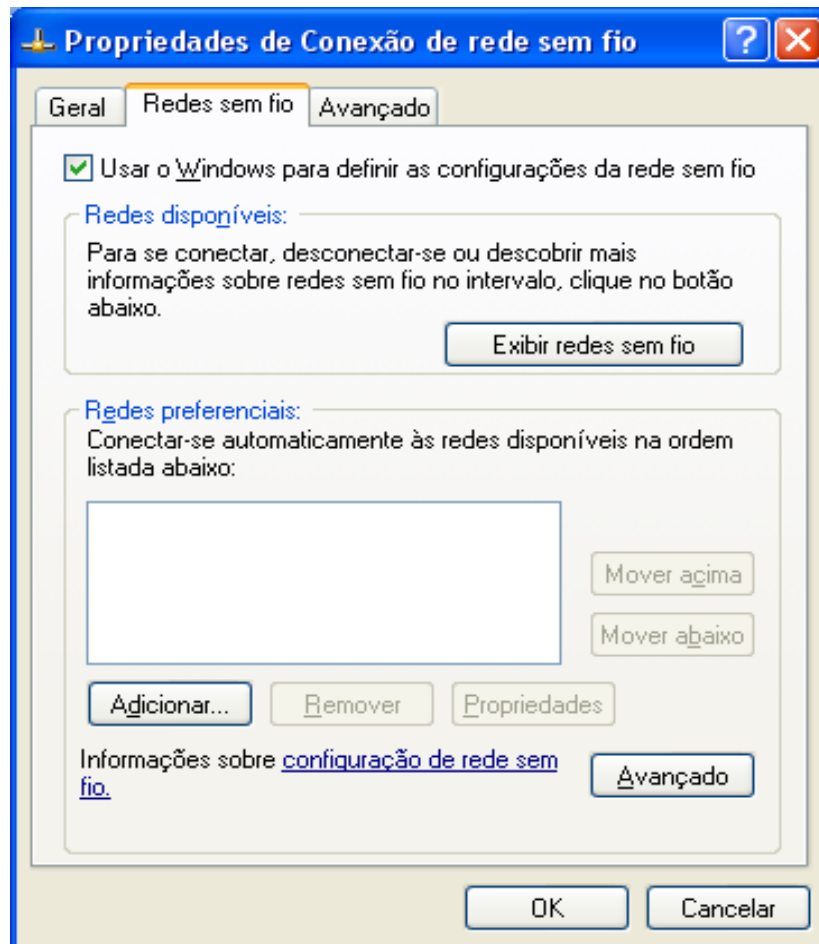 Propriedades de Conexão de rede sem fio
Geral
Redes sem fio
Avançado
Usar o Windows para definir as configurações da rede sem fio
Redes disponíveis:
Para se conectar, desconectar-se ou descobrir mais
informações sobre redes sem fio no intervalo, clique no botão
abaixo.
Exibir redes sem fio
Redes preferenciais:
Conectar-se automaticamente às redes disponíveis na ordem
listada abaixo:
Mover acima
Mover abaixo
Adicionar...
Remover
Propriedades
Informações sobre configuração de rede sem
fio.
Avançado
OK
Cancelar